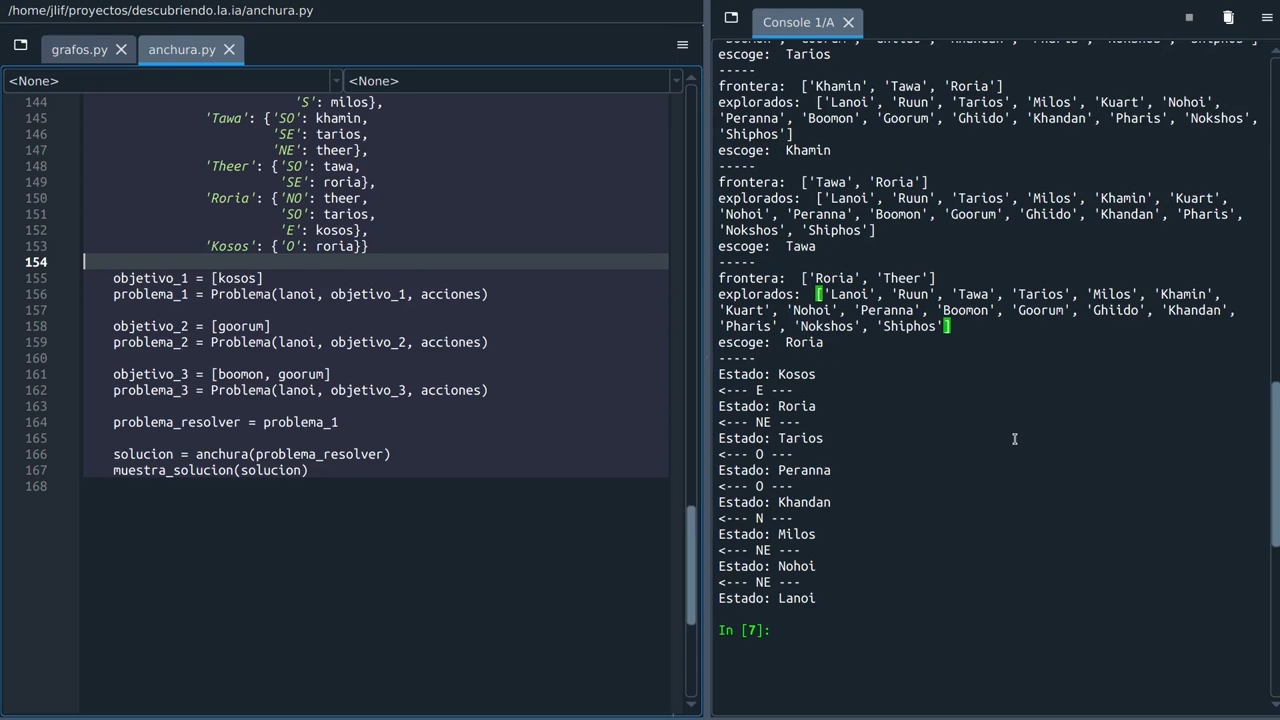 /home/jlif/proyectos/descubriendo.la.ia/anchura.py
grafos.py
anchura.py
<None>
<None>
144 'S': milos},
145 'Tawa': {'SO': khamin,
146 'SE': tarios,
147 'NE': theer},
148 'Theer': {'SO': tawa,
149 'SE': roria},
150 'Roria': {'NO': theer,
151 'SO': tarios,
152 'E': kosos},
153 'Kosos': {'O': roria}}
154
155 objetivo_1 = [kosos]
156 problema_1 = Problema(lanoi, objetivo_1, acciones)
157
158 objetivo_2 = [goorum]
159 problema_2 = Problema(lanoi, objetivo_2, acciones)
160
161 objetivo_3 = [boomon, goorum]
162 problema_3 = Problema(lanoi, objetivo_3, acciones)
163
164 problema_resolver = problema_1
165
166 solucion = anchura(problema_resolver)
167 muestra_solucion(solucion)
168
Console 1/A
escoge:  Tarios
-----
frontera:  ['Khamin', 'Tawa', 'Roria']
explorados:  ['Lanoi', 'Ruun', 'Tarios', 'Milos', 'Kuart', 'Nohoi',
'Peranna', 'Boomon', 'Goorum', 'Ghiido', 'Khandan', 'Pharis', 'Nokshos',
'Shiphos']
escoge:  Khamin
-----
frontera:  ['Tawa', 'Roria']
explorados:  ['Lanoi', 'Ruun', 'Tarios', 'Milos', 'Khamin', 'Kuart',
'Nohoi', 'Peranna', 'Boomon', 'Goorum', 'Ghiido', 'Khandan', 'Pharis',
'Nokshos', 'Shiphos']
escoge:  Tawa
-----
frontera:  ['Roria', 'Theer']
explorados:  ['Lanoi', 'Ruun', 'Tawa', 'Tarios', 'Milos', 'Khamin',
'Kuart', 'Nohoi', 'Peranna', 'Boomon', 'Goorum', 'Ghiido', 'Khandan',
'Pharis', 'Nokshos', 'Shiphos']
escoge:  Roria
-----
Estado: Kosos
<--- E ---
Estado: Roria
<--- NE ---
Estado: Tarios
<--- O ---
Estado: Peranna
<--- O ---
Estado: Khandan
<--- N ---
Estado: Milos
<--- NE ---
Estado: Nohoi
<--- NE ---
Estado: Lanoi
In [7]: